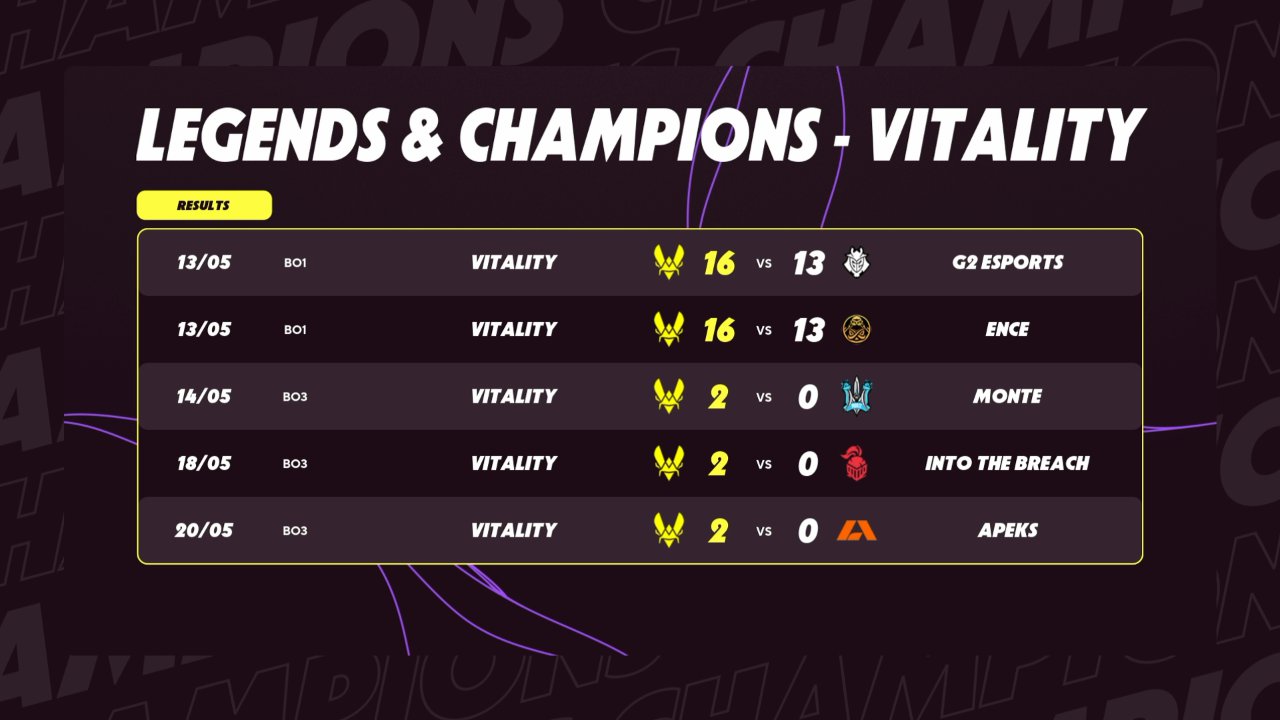 LEGENDS & CHAMPIONS - VITALITY
RESULTS
13/05 BO1 VITALITY 16 VS 13 G2 ESPORTS
13/05 BO1 VITALITY 16 VS 13 ENCE
14/05 BO3 VITALITY 2 VS 0 MONTE
18/05 BO3 VITALITY 2 VS 0 INTO THE BREACH
20/05 BO3 VITALITY 2 VS 0 APEKS